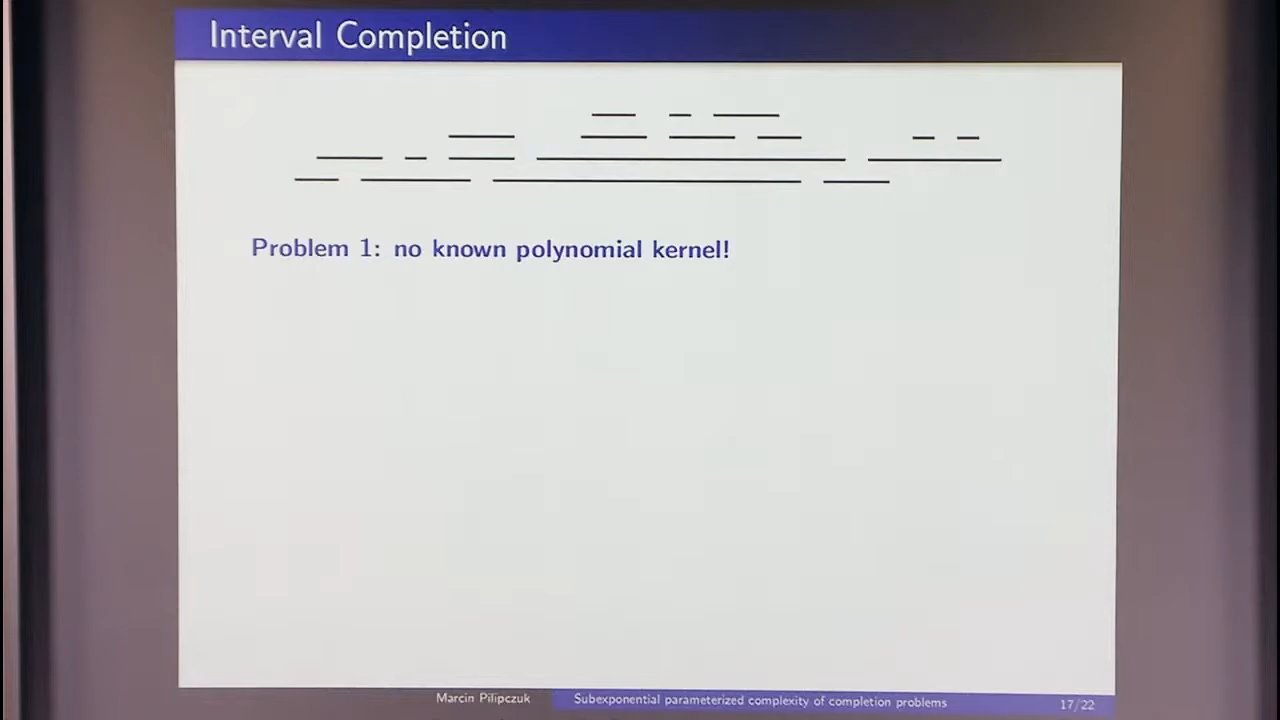 Interval Completion
Problem 1: no known polynomial kernel!
Marcin Pilipczuk Subexponential parameterized complexity of completion problems 17/22